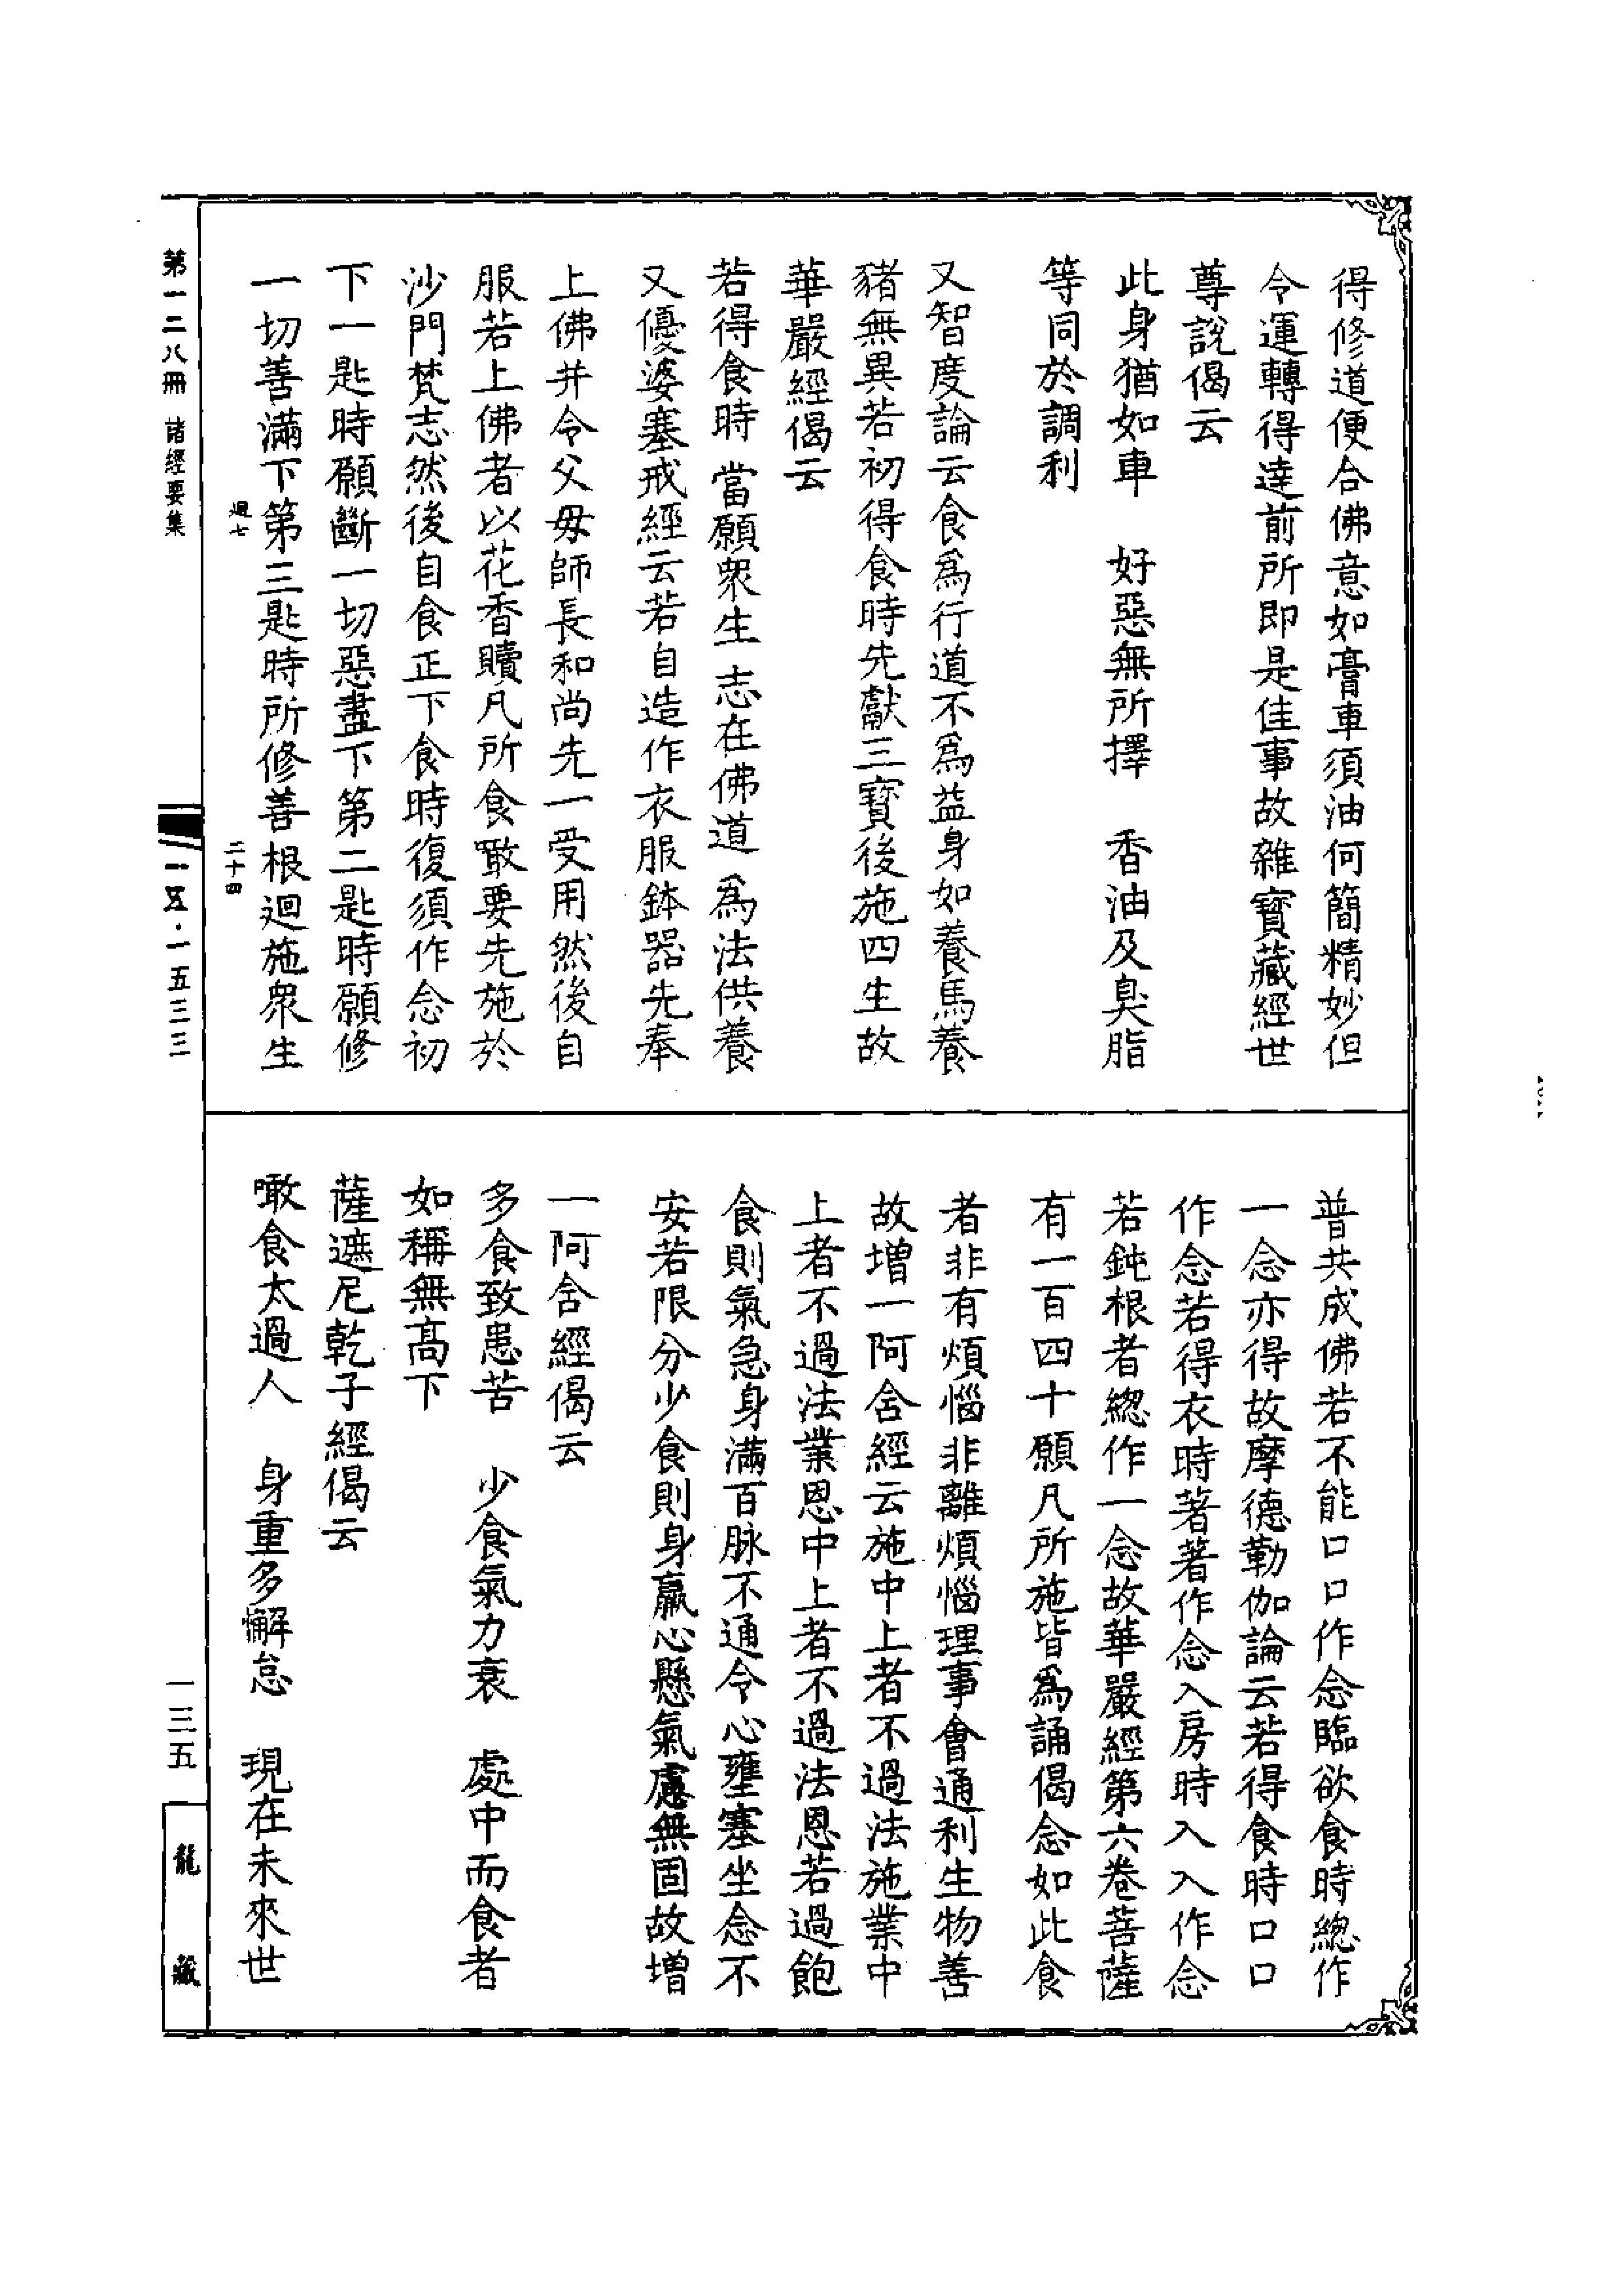 得修道便合佛意如膏車須油何簡精妙但
令運轉得達前所即是佳事故雜寶藏經世
尊說偈云
此身猶如車　好惡無所擇　香油及臭脂
等同於調利
又智度論云食爲行道不爲益身如養馬養
豬無異若初得食時先獻三寶後施四生故
華嚴經偈云
若得食時　當願衆生　志在佛道　爲法供養
又優婆塞戒經云若自造作衣服鉢器先奉
上佛并令父母師長和尚先一受用然後自
服若上佛者以花香贖凡所食噉要先施於
沙門梵志然後自食正下食時復須作念初
下一匙時願斷一切惡盡下第二匙時願修
一切善滿下第三匙時所修善根迴施衆生
普共成佛若不能口口作念臨欲食時總作
一念亦得故摩德勒伽論云若得食時口口
作念若得衣時著著作念入房時入入作念
若鈍根者總作一念故華嚴經第六卷菩薩
有一百四十願凡所施皆爲誦偈念如此食
者非有煩惱非離煩惱理事會通利生物善
故增一阿含經云施中上者不過法施業中
上者不過法業恩中上者不過法恩若過飽
食則氣急身滿百脉不通令心壅塞坐念不
安若限分少食則身羸心懸氣慮無固故增
一阿含經偈云
多食致患苦　少食氣力衰　處中而食者
如稱無高下
薩遮尼乾子經偈云
噉食太過人　身重多懈怠　現在未來世
迴七
二十四
第一二八冊　諸經要集
一五·一五三三
一三五
龍藏